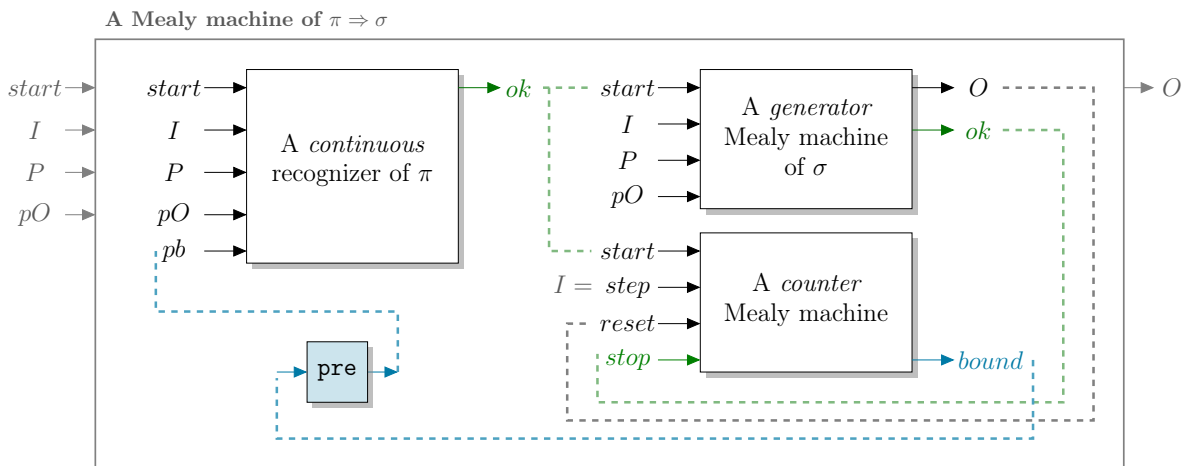 A Mealy machine of π ⇒ σ
start
I
P
pO
start
I
P
pO
pb
A continuous
recognizer of π
ok
start
I
P
pO
A generator
Mealy machine
of σ
O
ok
O
start
I = step
reset
stop
A counter
Mealy machine
bound
pre